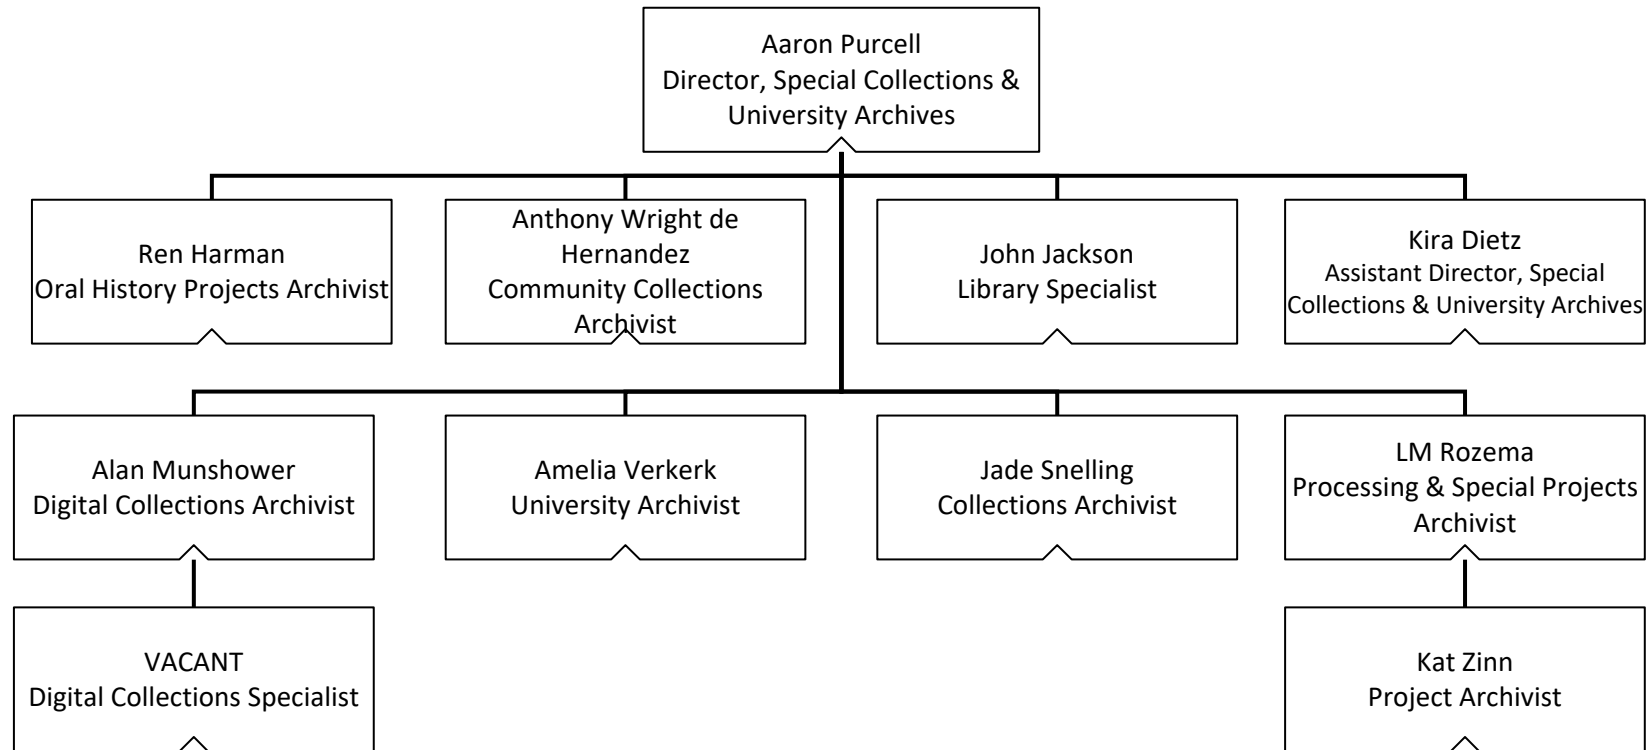 Aaron Purcell
Director, Special Collections &
University Archives
Ren Harman
Oral History Projects Archivist
Anthony Wright de
Hernandez
Community Collections
Archivist
John Jackson
Library Specialist
Kira Dietz
Assistant Director, Special
Collections & University Archives
Alan Munshower
Digital Collections Archivist
Amelia Verkerk
University Archivist
Jade Snelling
Collections Archivist
LM Rozema
Processing & Special Projects
Archivist
VACANT
Digital Collections Specialist
Kat Zinn
Project Archivist